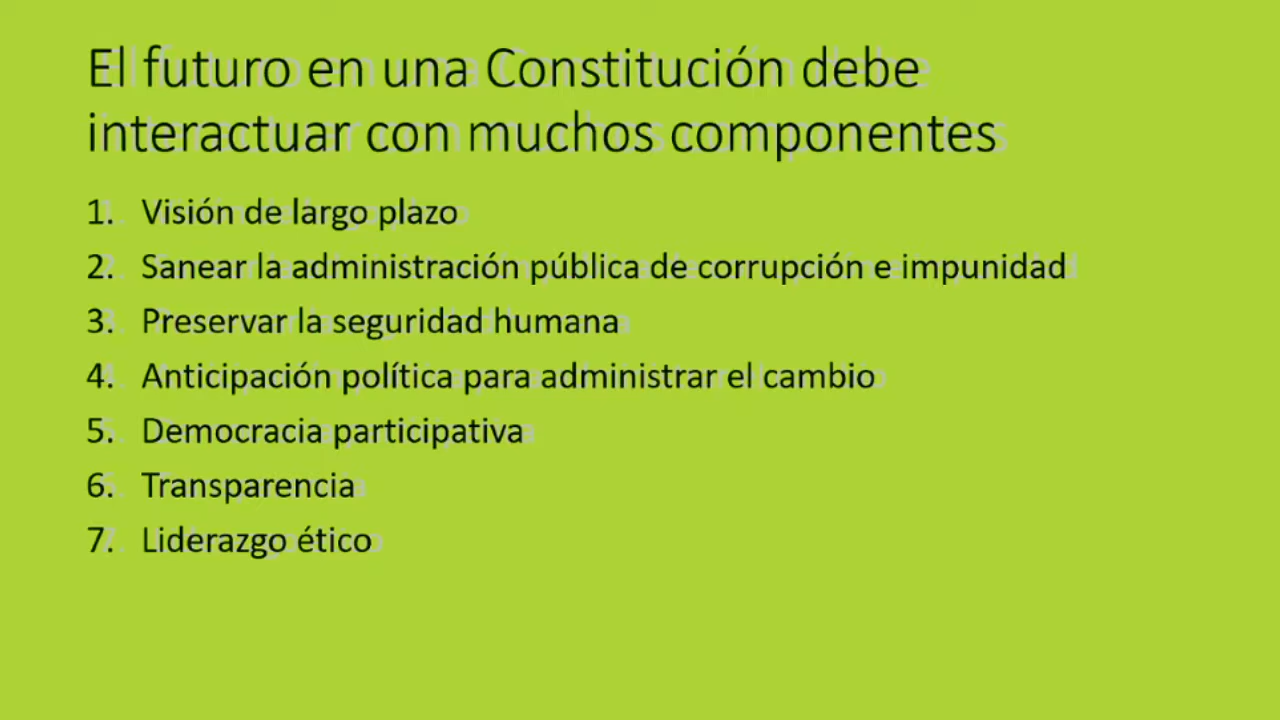 El futuro en una Constitución debe
interactuar con muchos componentes
1. Visión de largo plazo
2. Sanear la administración pública de corrupción e impunidad
3. Preservar la seguridad humana
4. Anticipación política para administrar el cambio
5. Democracia participativa
6. Transparencia
7. Liderazgo ético